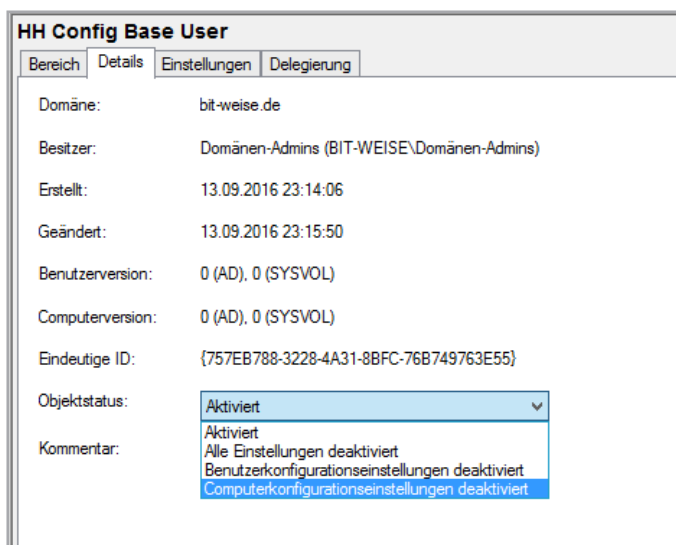 HH Config Base User
Bereich Details Einstellungen Delegierung
Domäne: bit-weise.de
Besitzer: Domänen-Admins (BIT-WEISE\Domänen-Admins)
Erstellt: 13.09.2016 23:14:06
Geändert: 13.09.2016 23:15:50
Benutzerversion: 0 (AD), 0 (SYSVOL)
Computerversion: 0 (AD), 0 (SYSVOL)
Eindeutige ID: {757EB788-3228-4A31-8BFC-76B749763E55}
Objektstatus: Aktiviert
Aktiviert
Kommentar: Alle Einstellungen deaktiviert
Benutzerkonfigurationseinstellungen deaktiviert
Computerkonfigurationseinstellungen deaktiviert